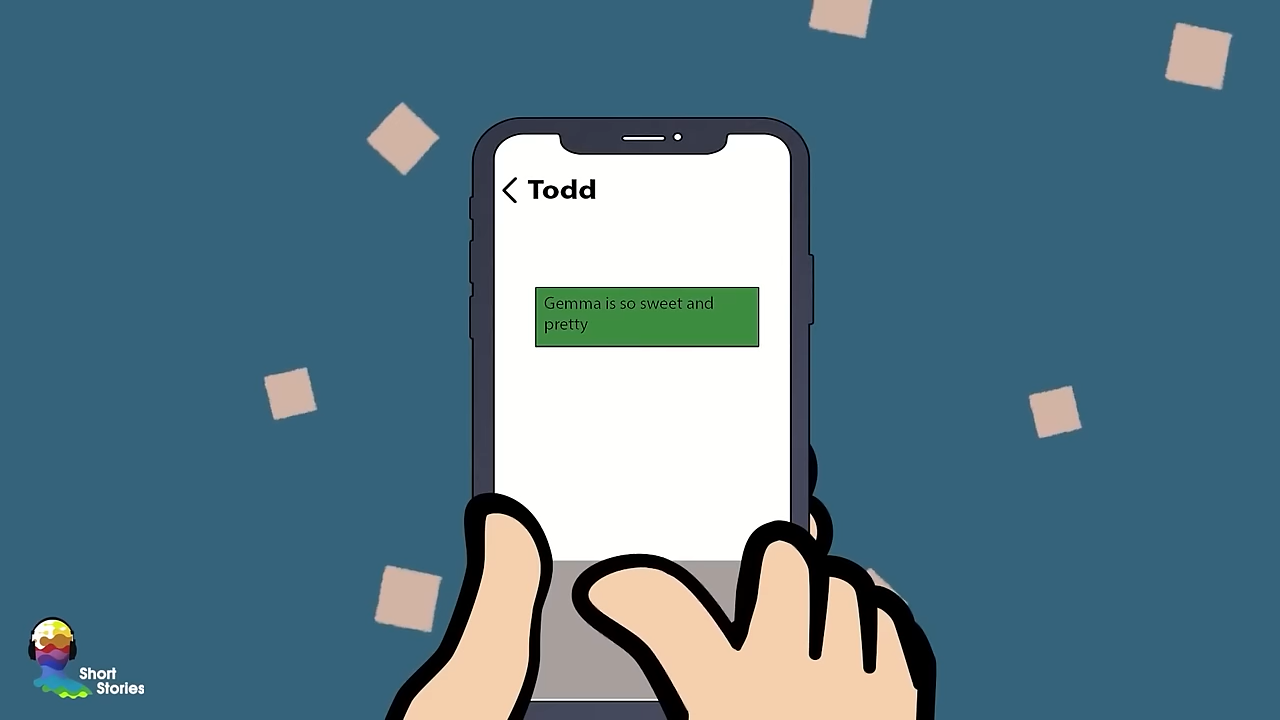 Todd
Gemma is so sweet and
pretty
Short
Stories